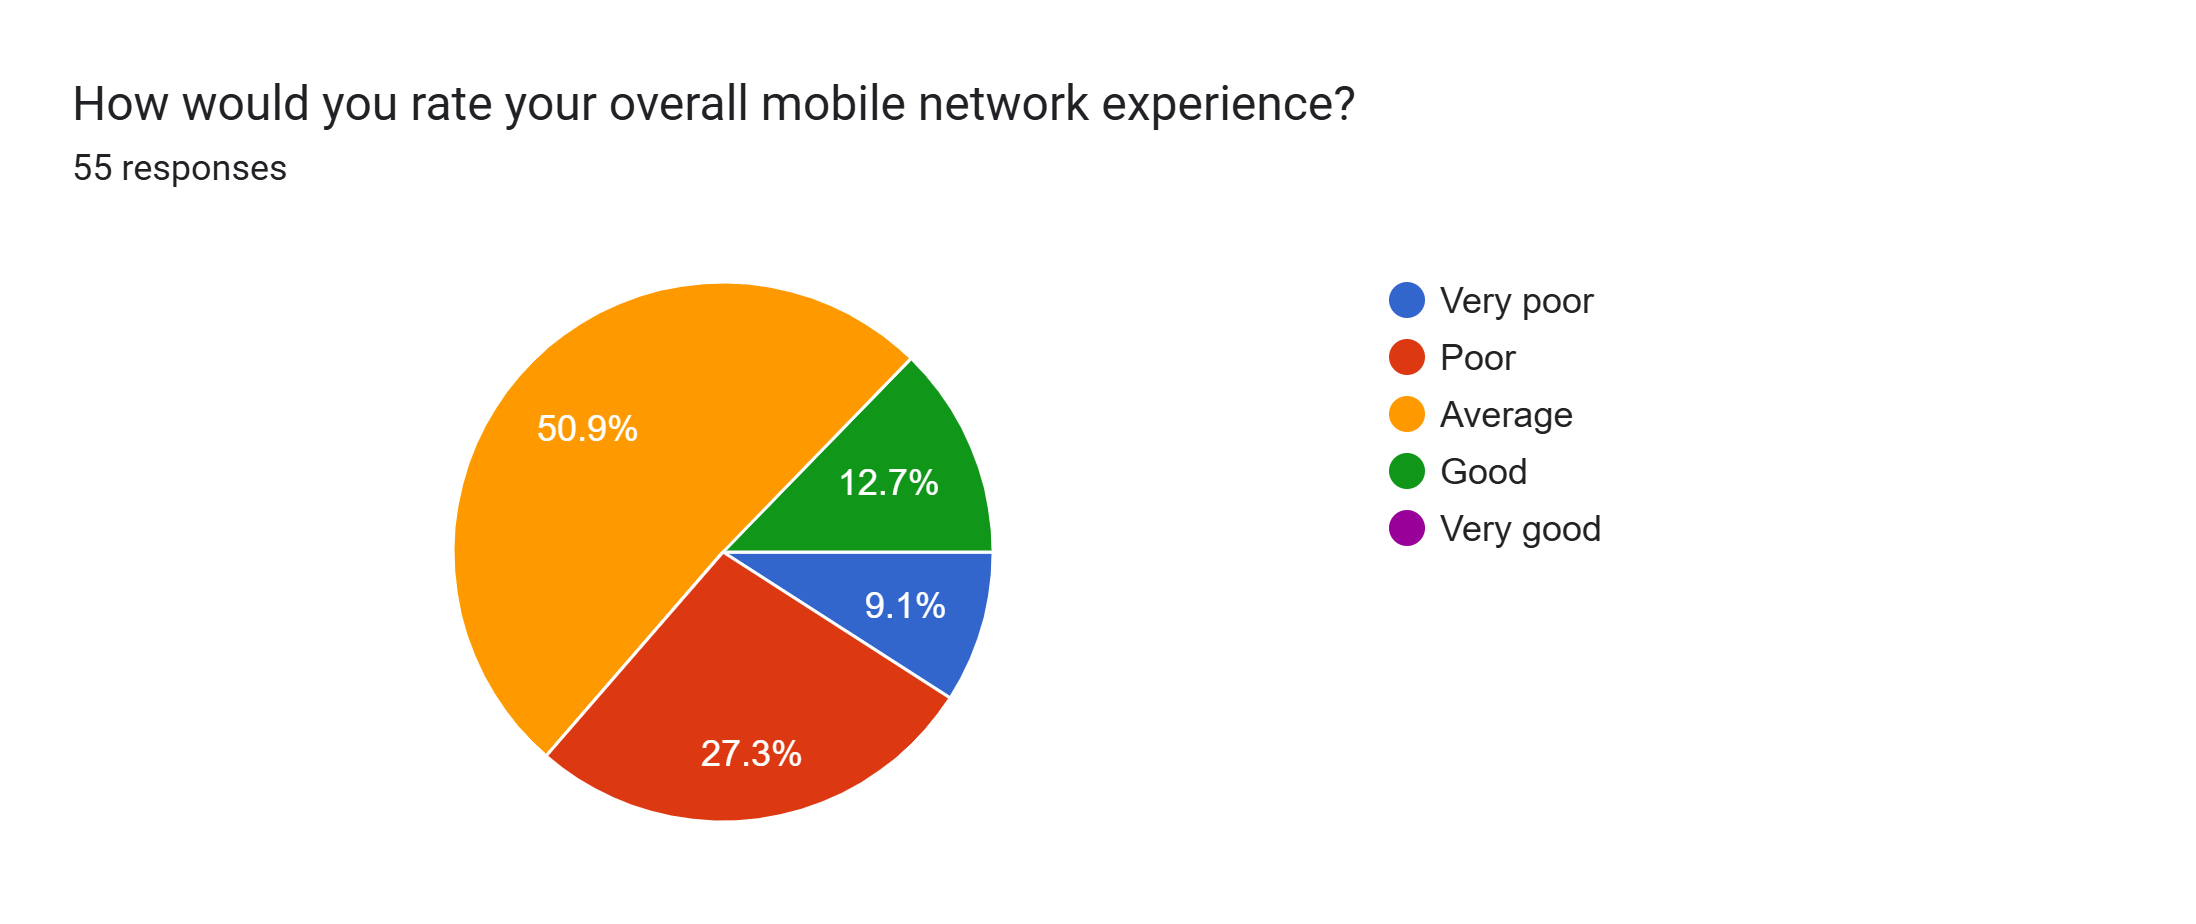 How would you rate your overall mobile network experience?
55 responses
50.9%
12.7%
9.1%
27.3%
Very poor
Poor
Average
Good
Very good